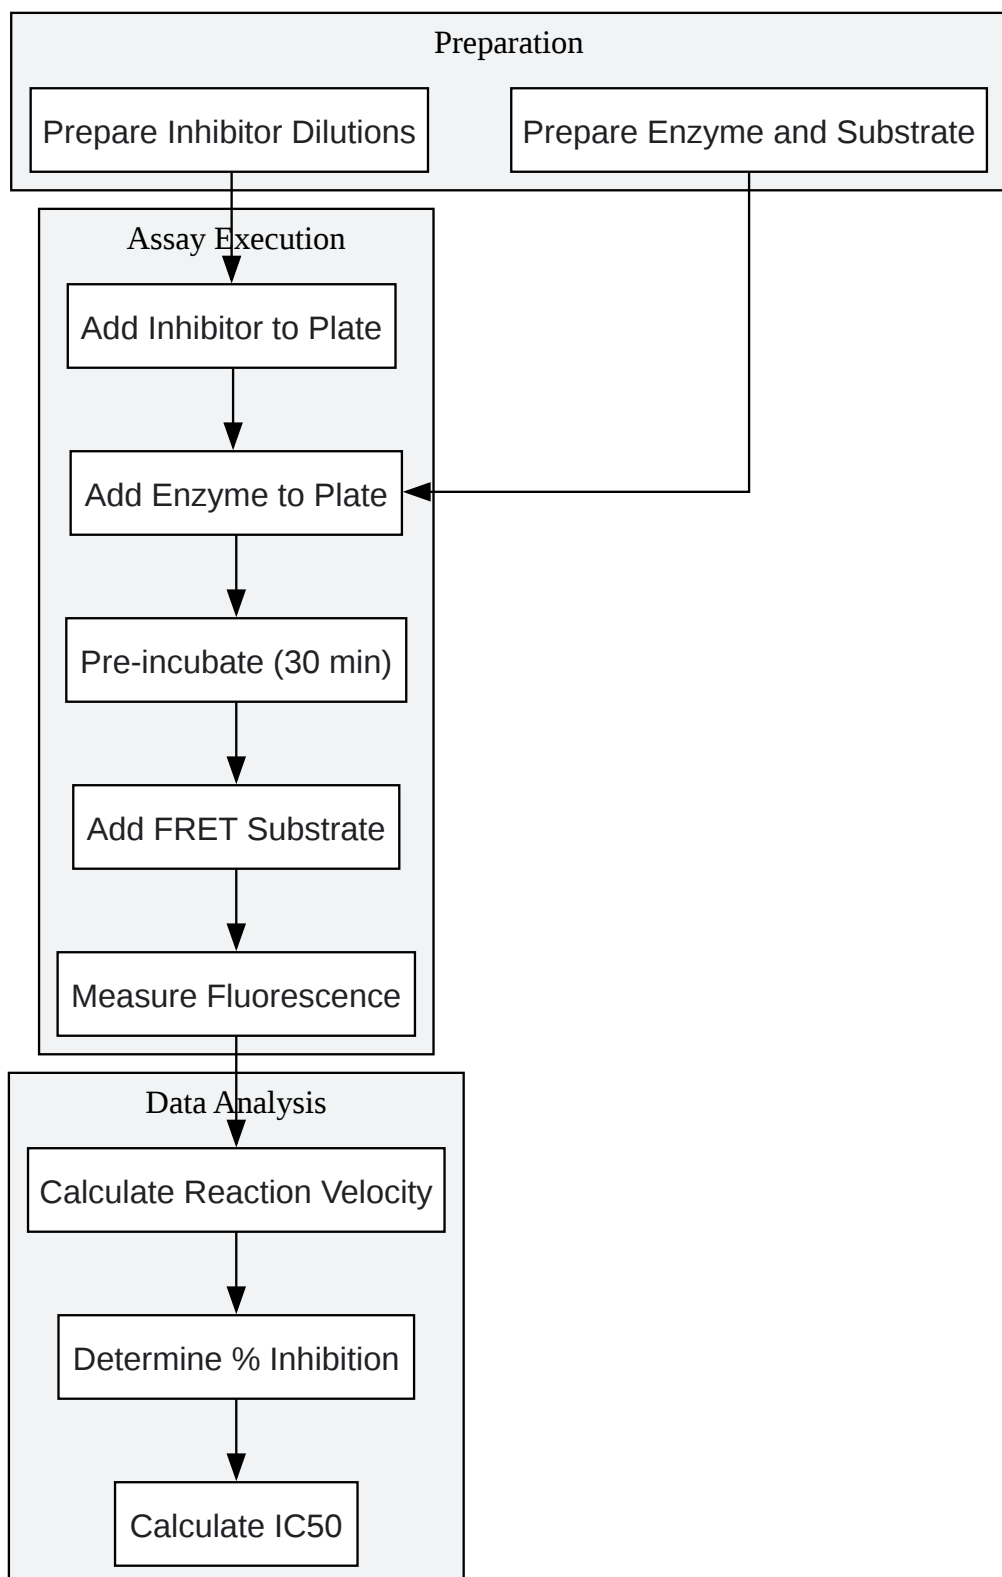 Preparation
Prepare Inhibitor Dilutions
Prepare Enzyme and Substrate
Assay Execution
Add Inhibitor to Plate
Add Enzyme to Plate
Pre-incubate (30 min)
Add FRET Substrate
Measure Fluorescence
Data Analysis
Calculate Reaction Velocity
Determine % Inhibition
Calculate IC50